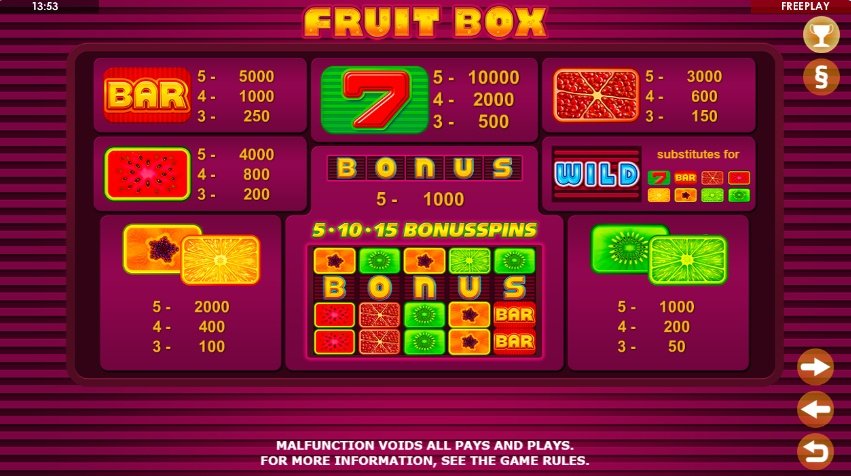 13:53
FREEPLAY
FRUIT BOX
§
BAR
5 - 5000
4 - 1000
3 - 250
7
5 - 10000
4 - 2000
3 - 500
5 - 3000
4 - 600
3 - 150
5 - 4000
4 - 800
3 - 200
BONUS
5 - 1000
WILD
substitutes for
7 BAR
5·10·15 BONUSSPINS
BONUS
BAR
BAR
5 - 2000
4 - 400
3 - 100
5 - 1000
4 - 200
3 - 50
MALFUNCTION VOIDS ALL PAYS AND PLAYS.
FOR MORE INFORMATION, SEE THE GAME RULES.